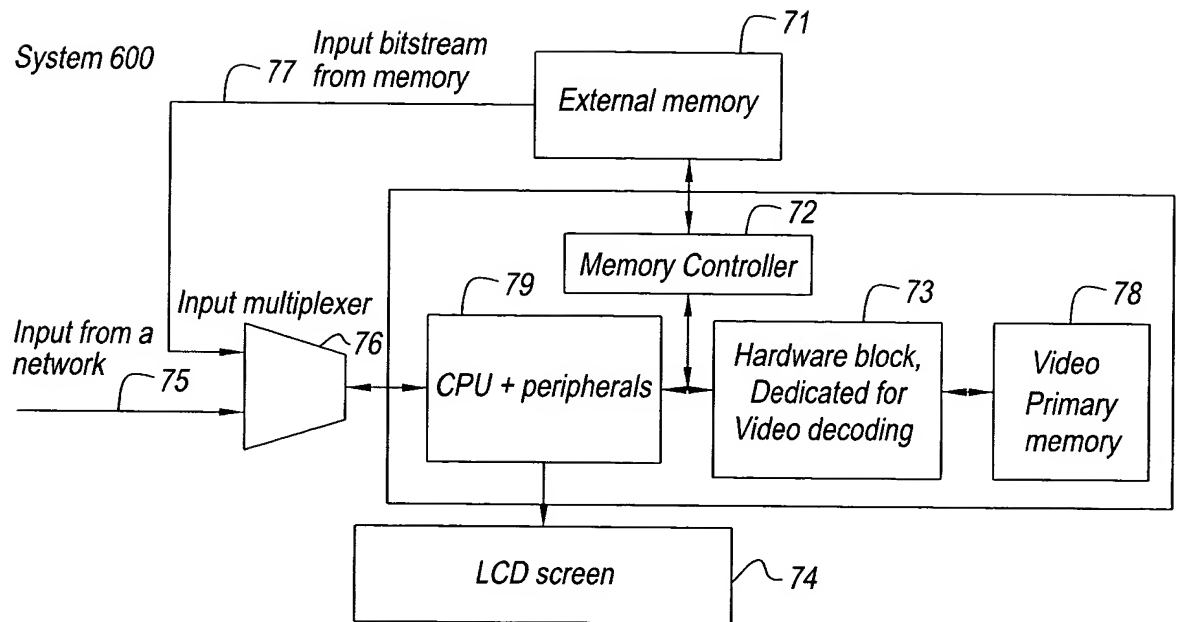 System 600
77
Input bitstream
from memory
71
External memory
72
Memory Controller
Input multiplexer
76
79
CPU + peripherals
73
Hardware block,
Dedicated for
Video decoding
78
Video
Primary
memory
Input from a
network
75
LCD screen
74